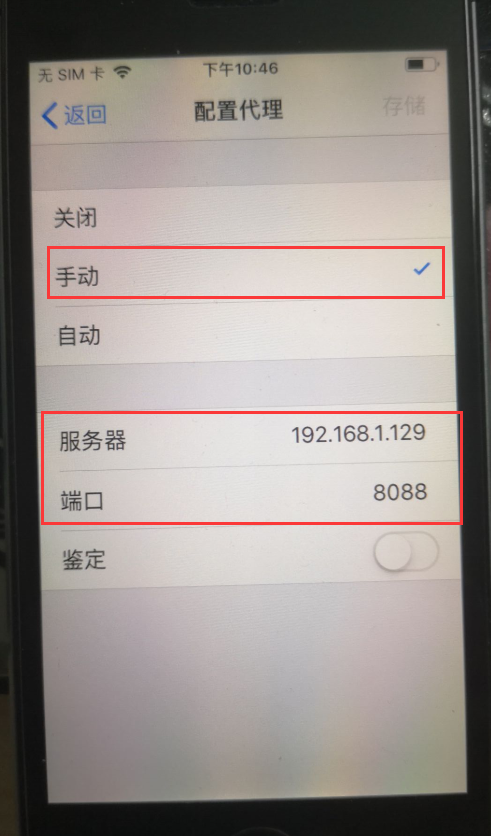 无 SIM 卡 下午10:46
返回 配置代理 存储
关闭
手动
自动
服务器 192.168.1.129
端口 8088
鉴定